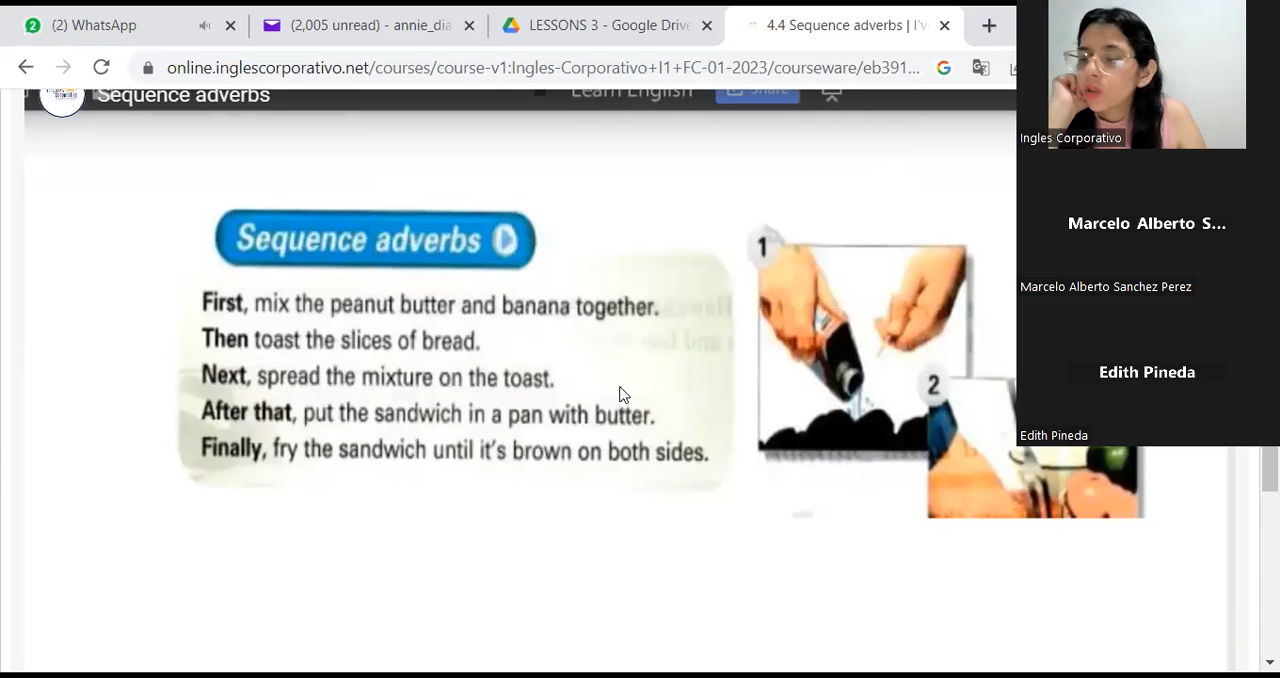 2
(2) WhatsApp
(2,005 unread) - annie_dia
LESSONS 3 - Google Drive
4.4 Sequence adverbs | I'v
online.inglescorporativo.net/courses/course-v1:Ingles-Corporativo+I1+FC-01-2023/courseware/eb391...
Sequence adverbs
Learn English
Share
Sequence adverbs
First, mix the peanut butter and banana together.
Then toast the slices of bread.
Next, spread the mixture on the toast.
After that, put the sandwich in a pan with butter.
Finally, fry the sandwich until it's brown on both sides.
1
2
Ingles Corporativo
Marcelo Alberto S...
Marcelo Alberto Sanchez Perez
Edith Pineda
Edith Pineda